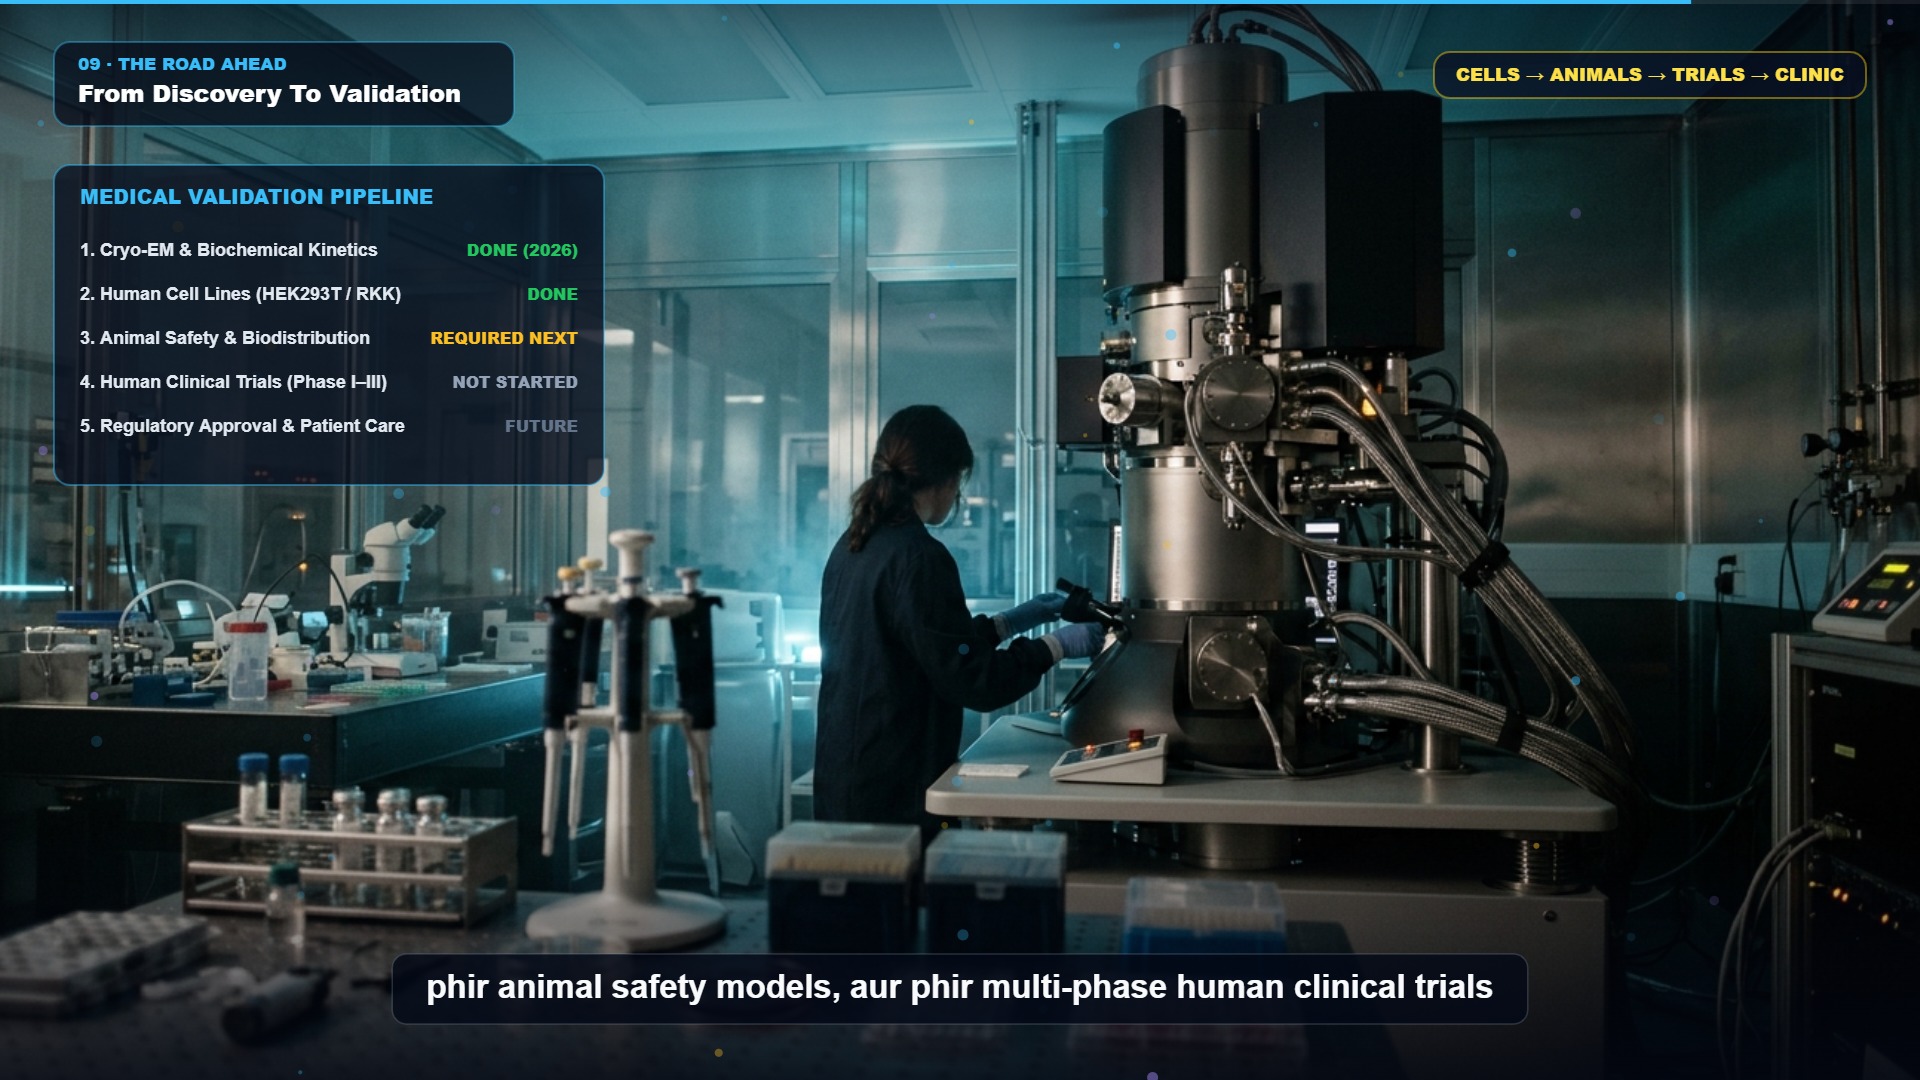 09 · THE ROAD AHEAD
From Discovery To Validation
CELLS → ANIMALS → TRIALS → CLINIC
MEDICAL VALIDATION PIPELINE
1. Cryo-EM & Biochemical Kinetics DONE (2026)
2. Human Cell Lines (HEK293T / RKK) DONE
3. Animal Safety & Biodistribution REQUIRED NEXT
4. Human Clinical Trials (Phase I–III) NOT STARTED
5. Regulatory Approval & Patient Care FUTURE
phir animal safety models, aur phir multi-phase human clinical trials